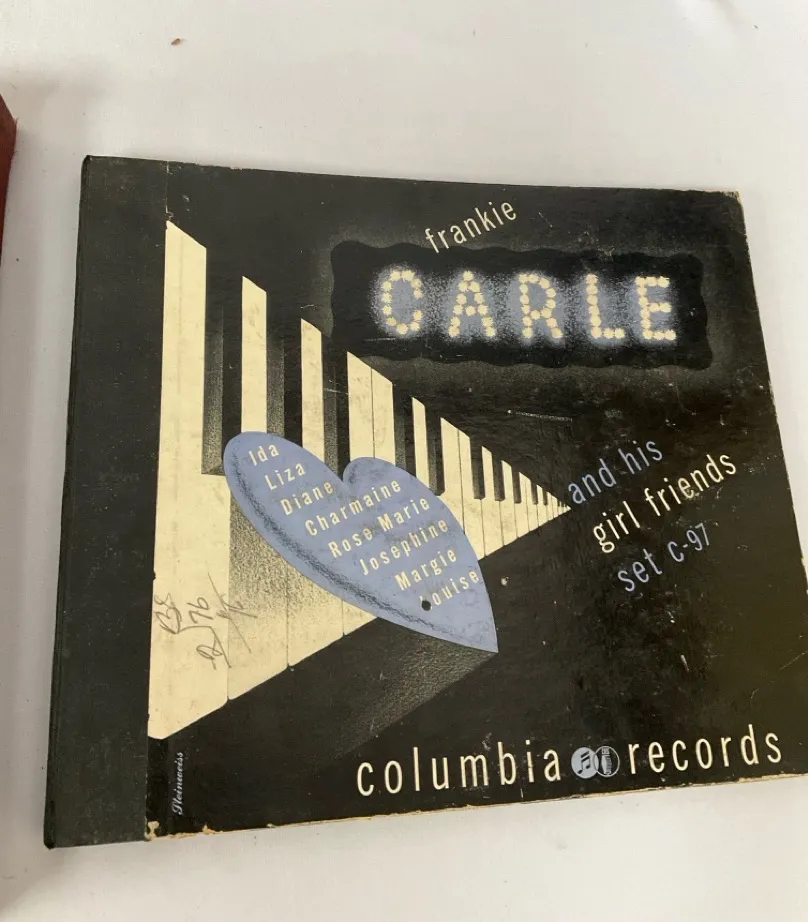 frankie
CARLE
and his
girl friends
set c-97
Ida
Liza
Diane
Charmaine
Rose-Marie
Josephine
Margie
Louise
Steinweiss
columbia records